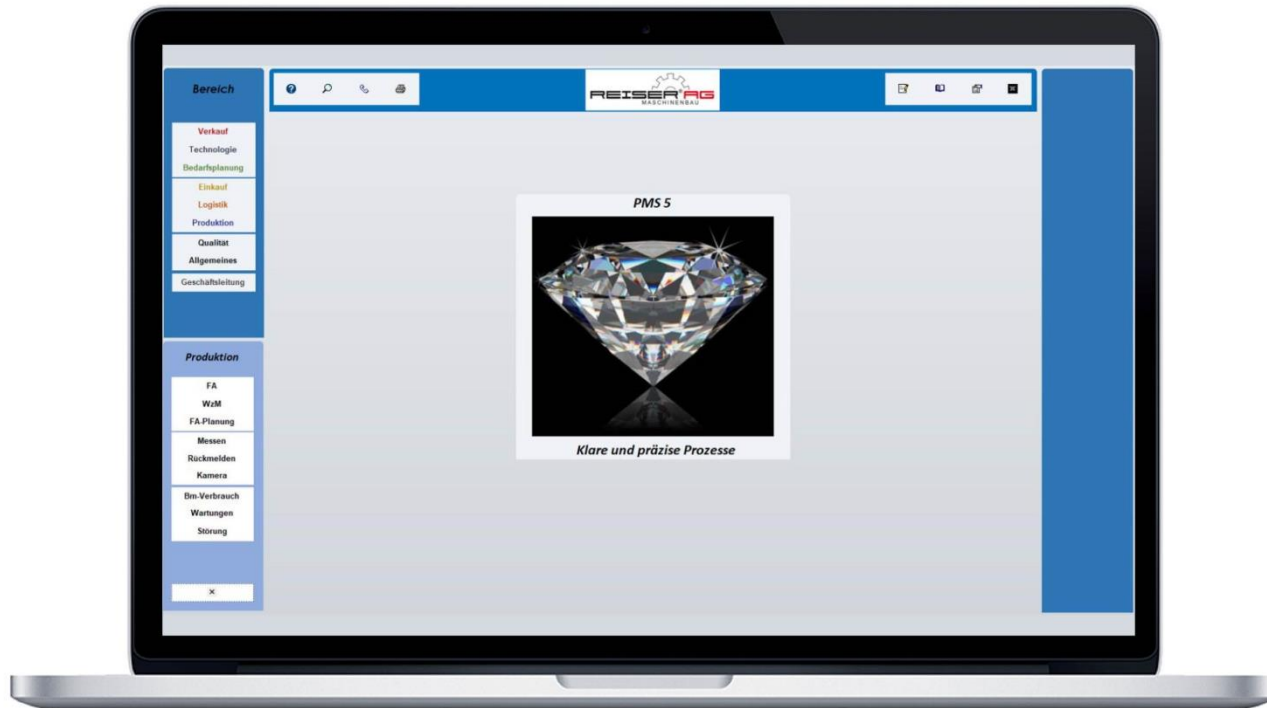 Bereich
Verkauf
Technologie
Bedarfsplanung
Einkauf
Logistik
Produktion
Qualität
Allgemeines
Geschäftsleitung
Produktion
FA
WzM
FA-Planung
Messen
Rückmelden
Kamera
Bm-Verbrauch
Wartungen
Störung
REISER AG
MASCHINENBAU
PMS 5
Klare und präzise Prozesse